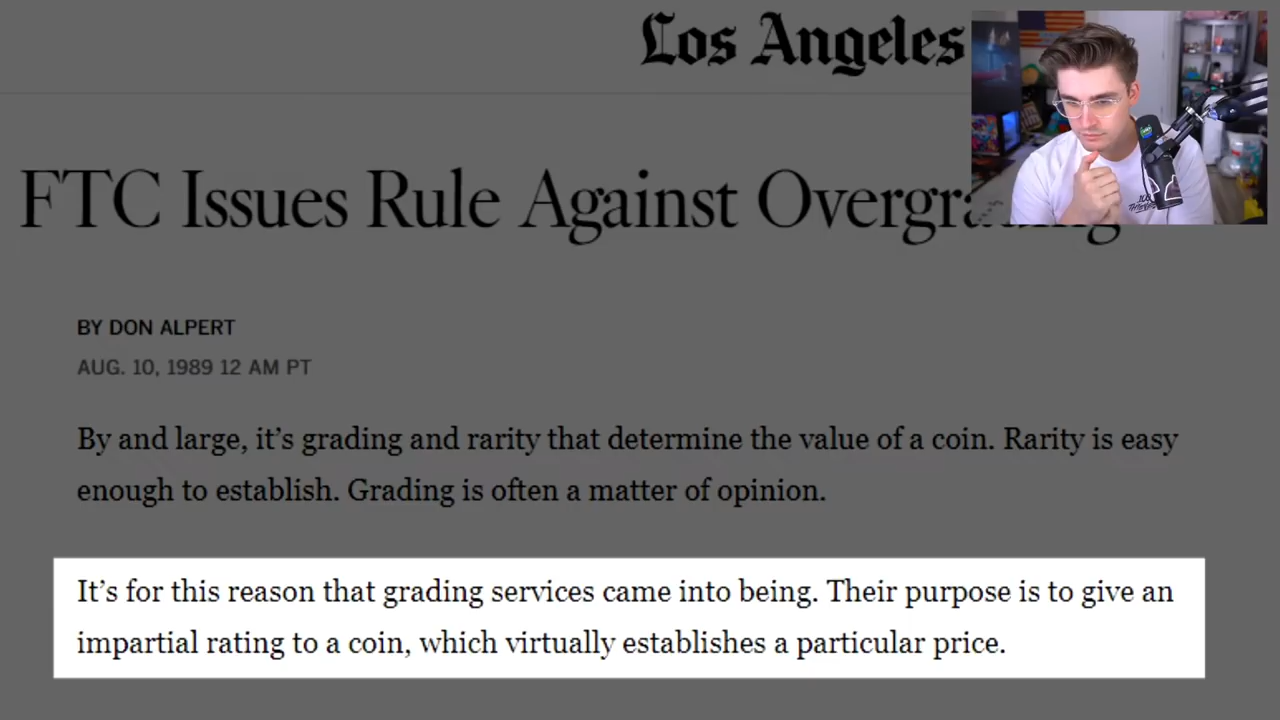 Los Angeles
FTC Issues Rule Against Overgrading
BY DON ALPERT
AUG. 10, 1989 12 AM PT
By and large, it’s grading and rarity that determine the value of a coin. Rarity is easy
enough to establish. Grading is often a matter of opinion.
It’s for this reason that grading services came into being. Their purpose is to give an
impartial rating to a coin, which virtually establishes a particular price.